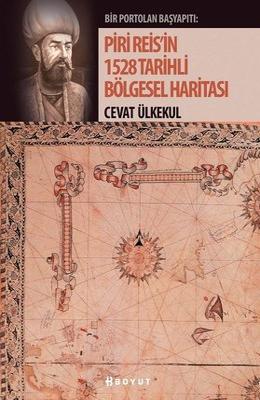 BİR PORTOLAN BAŞYAPITI:
PİRİ REİS'İN
1528 TARİHLİ
BÖLGESEL HARİTASI
CEVAT ÜLKEKUL
BOYUT